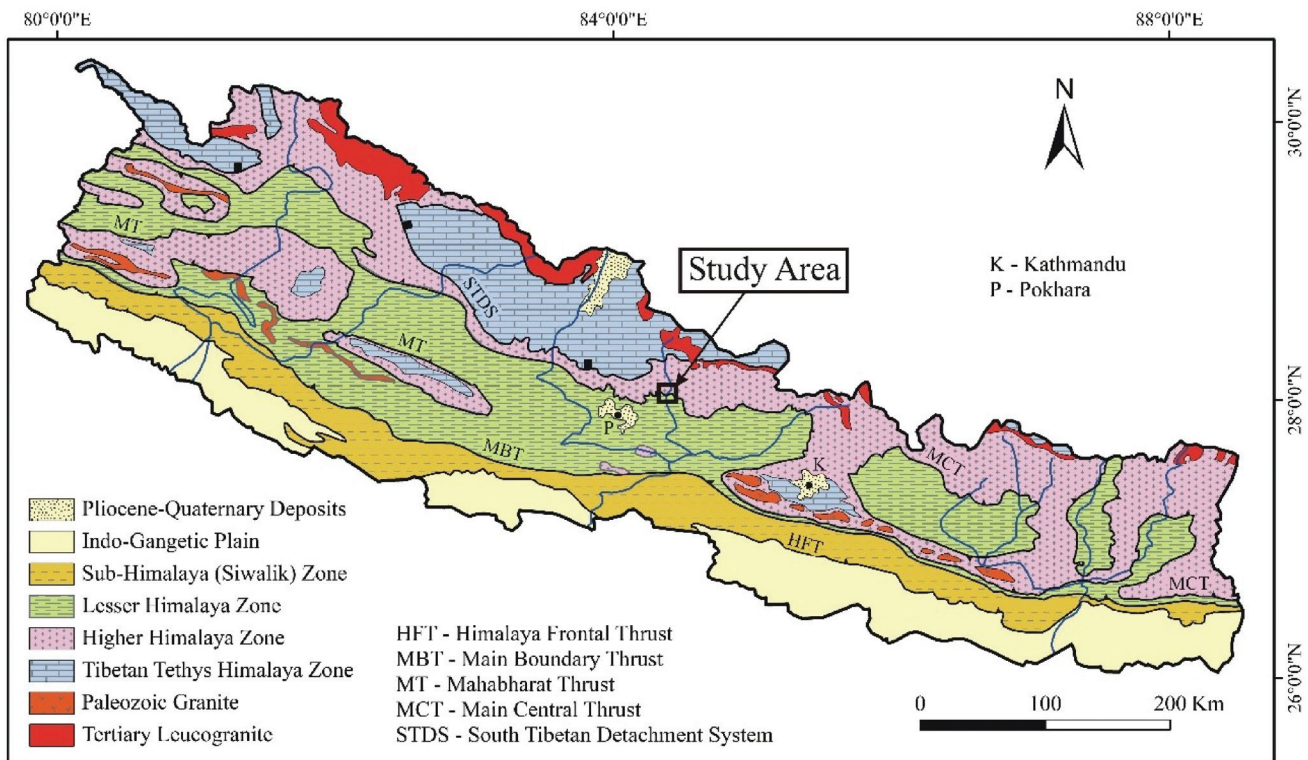 80°0'0"E 84°0'0"E 88°0'0"E
N
30°0'0"N
MT
Study Area
K - Kathmandu
P - Pokhara
STDS
MT
28°0'0"N
P
MBT
K
MCT
Pliocene-Quaternary Deposits
Indo-Gangetic Plain
HFT
Sub-Himalaya (Siwalik) Zone
MCT
Lesser Himalaya Zone
Higher Himalaya Zone
Tibetan Tethys Himalaya Zone
Paleozoic Granite
Tertiary Leucogranite
HFT - Himalaya Frontal Thrust
MBT - Main Boundary Thrust
MT - Mahabharat Thrust
MCT - Main Central Thrust
STDS - South Tibetan Detachment System
26°0'0"N
0 100 200 Km